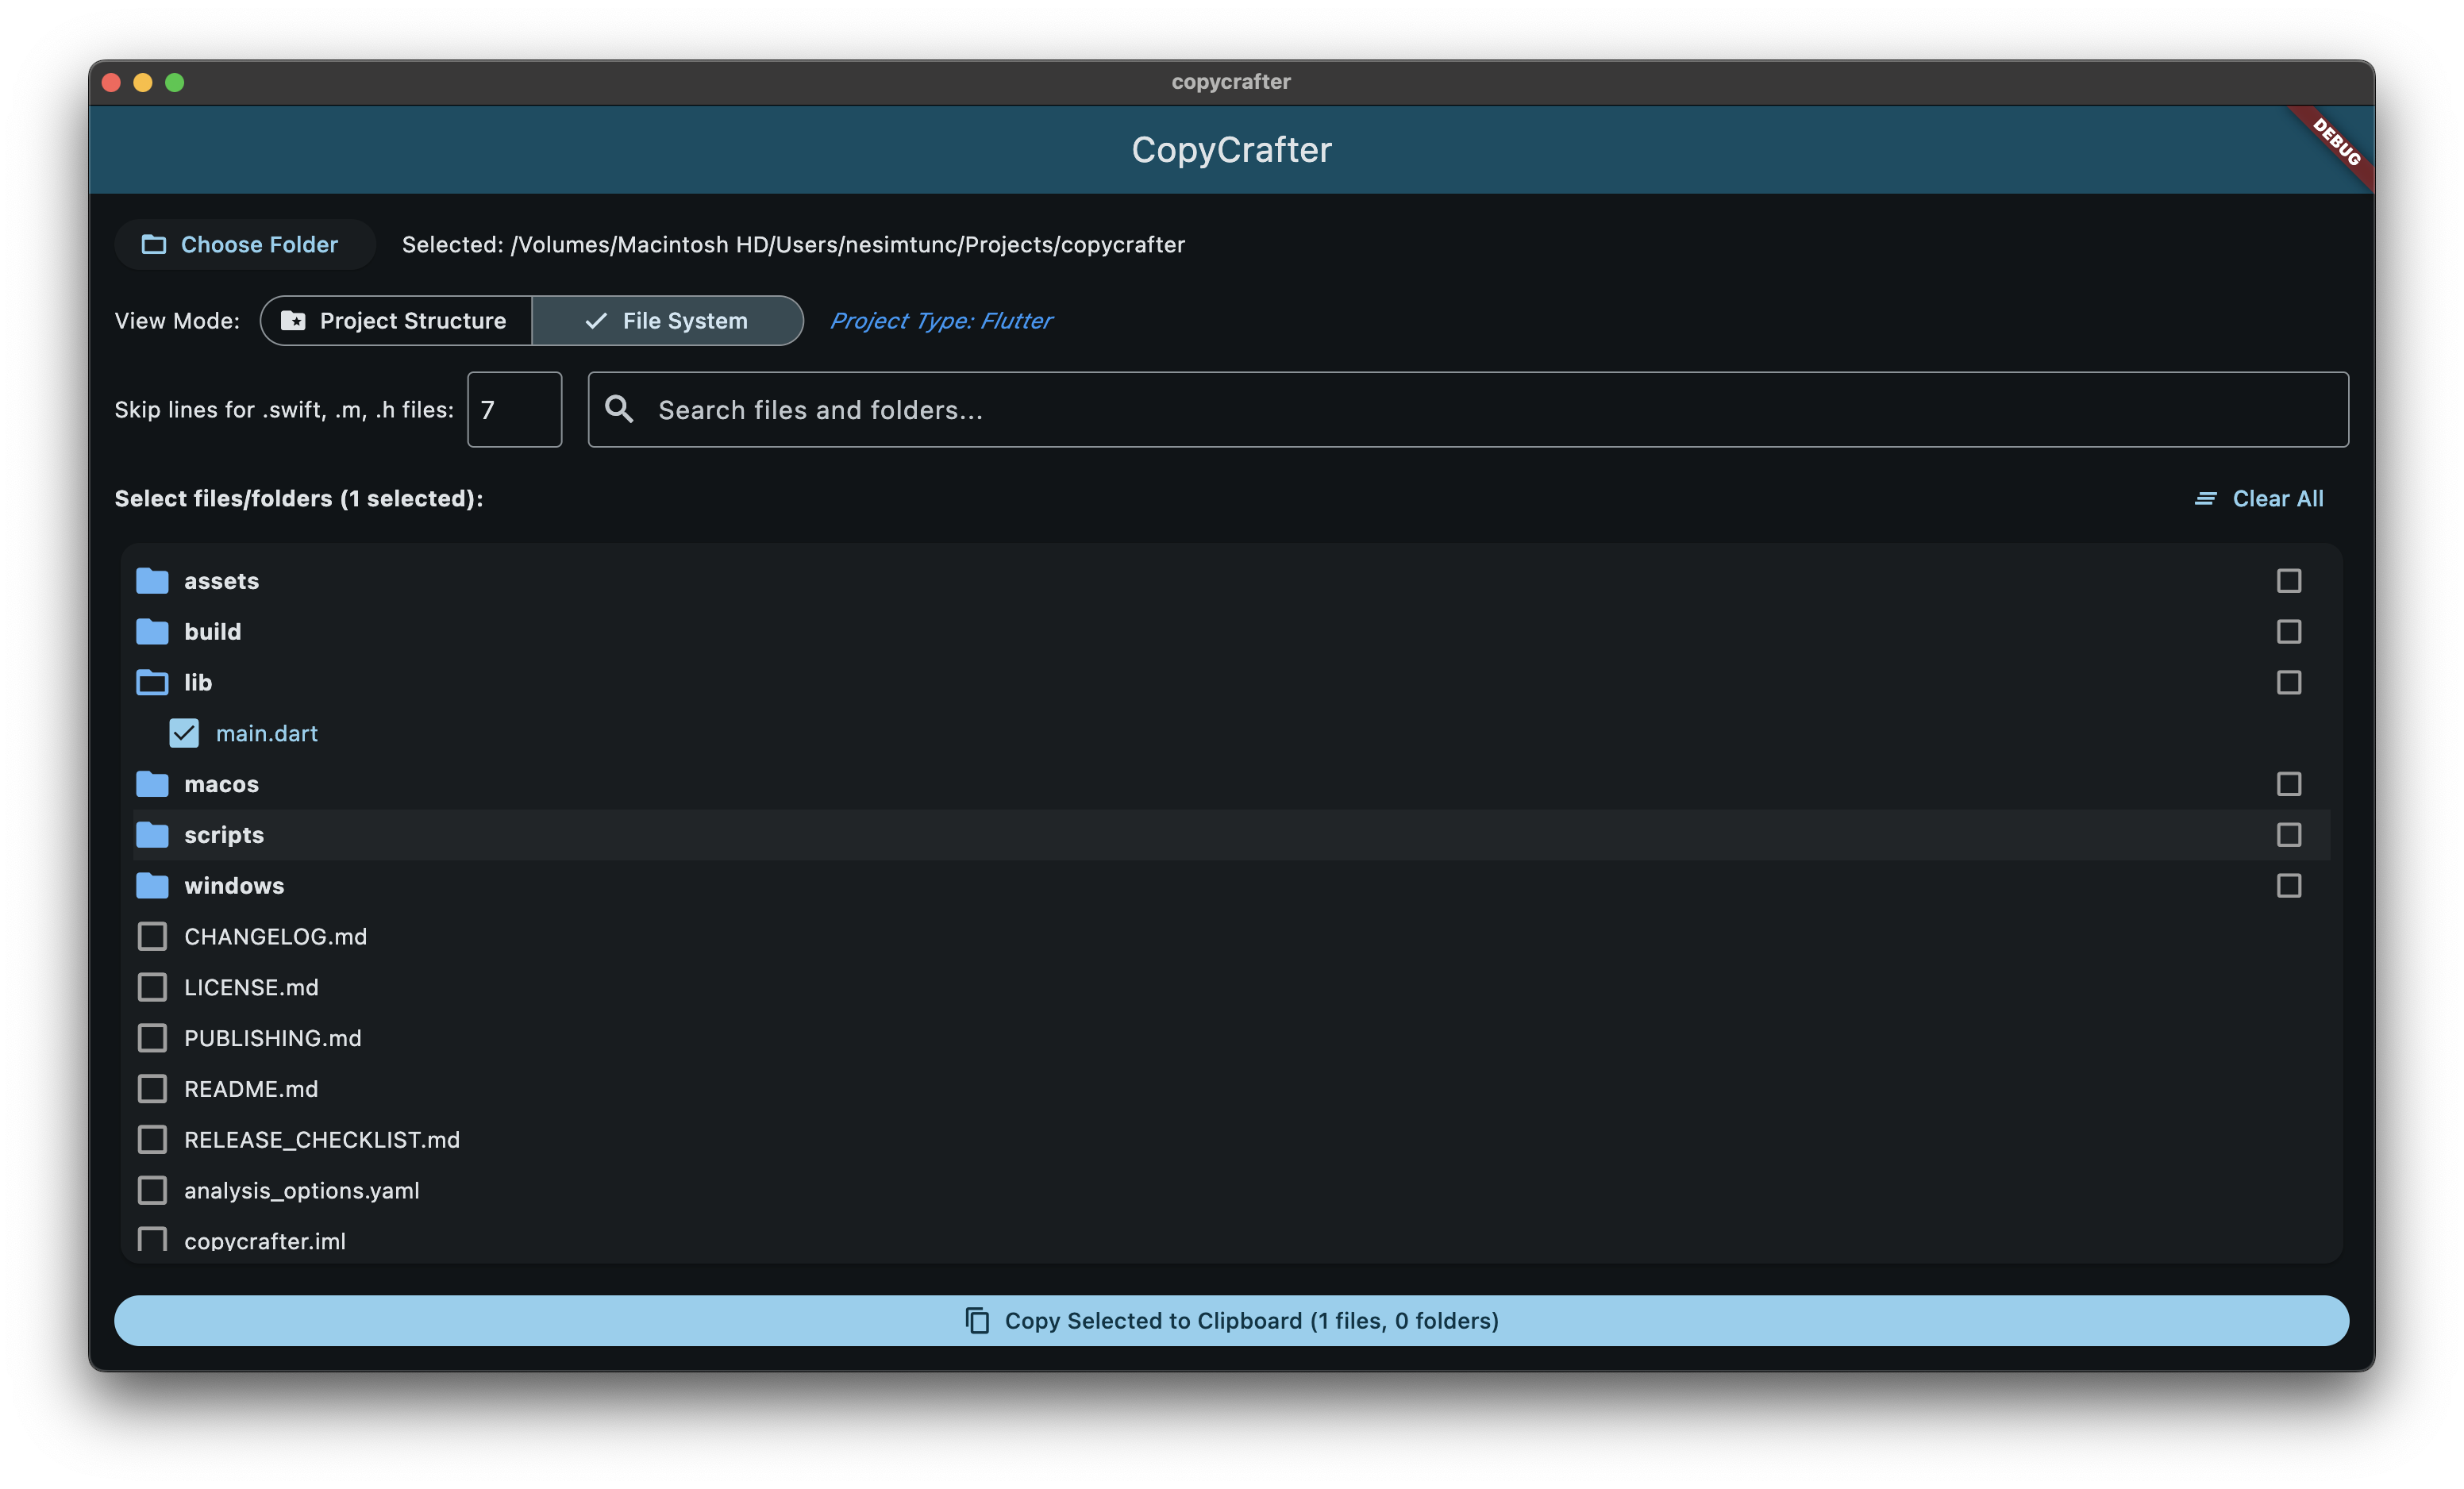 copycrafter
CopyCrafter
DEBUG
Choose Folder Selected: /Volumes/Macintosh HD/Users/nesimtunc/Projects/copycrafter
View Mode: Project Structure File System Project Type: Flutter
Skip lines for .swift, .m, .h files: 7 Search files and folders...
Select files/folders (1 selected): Clear All
assets
build
lib
main.dart
macos
scripts
windows
CHANGELOG.md
LICENSE.md
PUBLISHING.md
README.md
RELEASE_CHECKLIST.md
analysis_options.yaml
copycrafter.iml
Copy Selected to Clipboard (1 files, 0 folders)